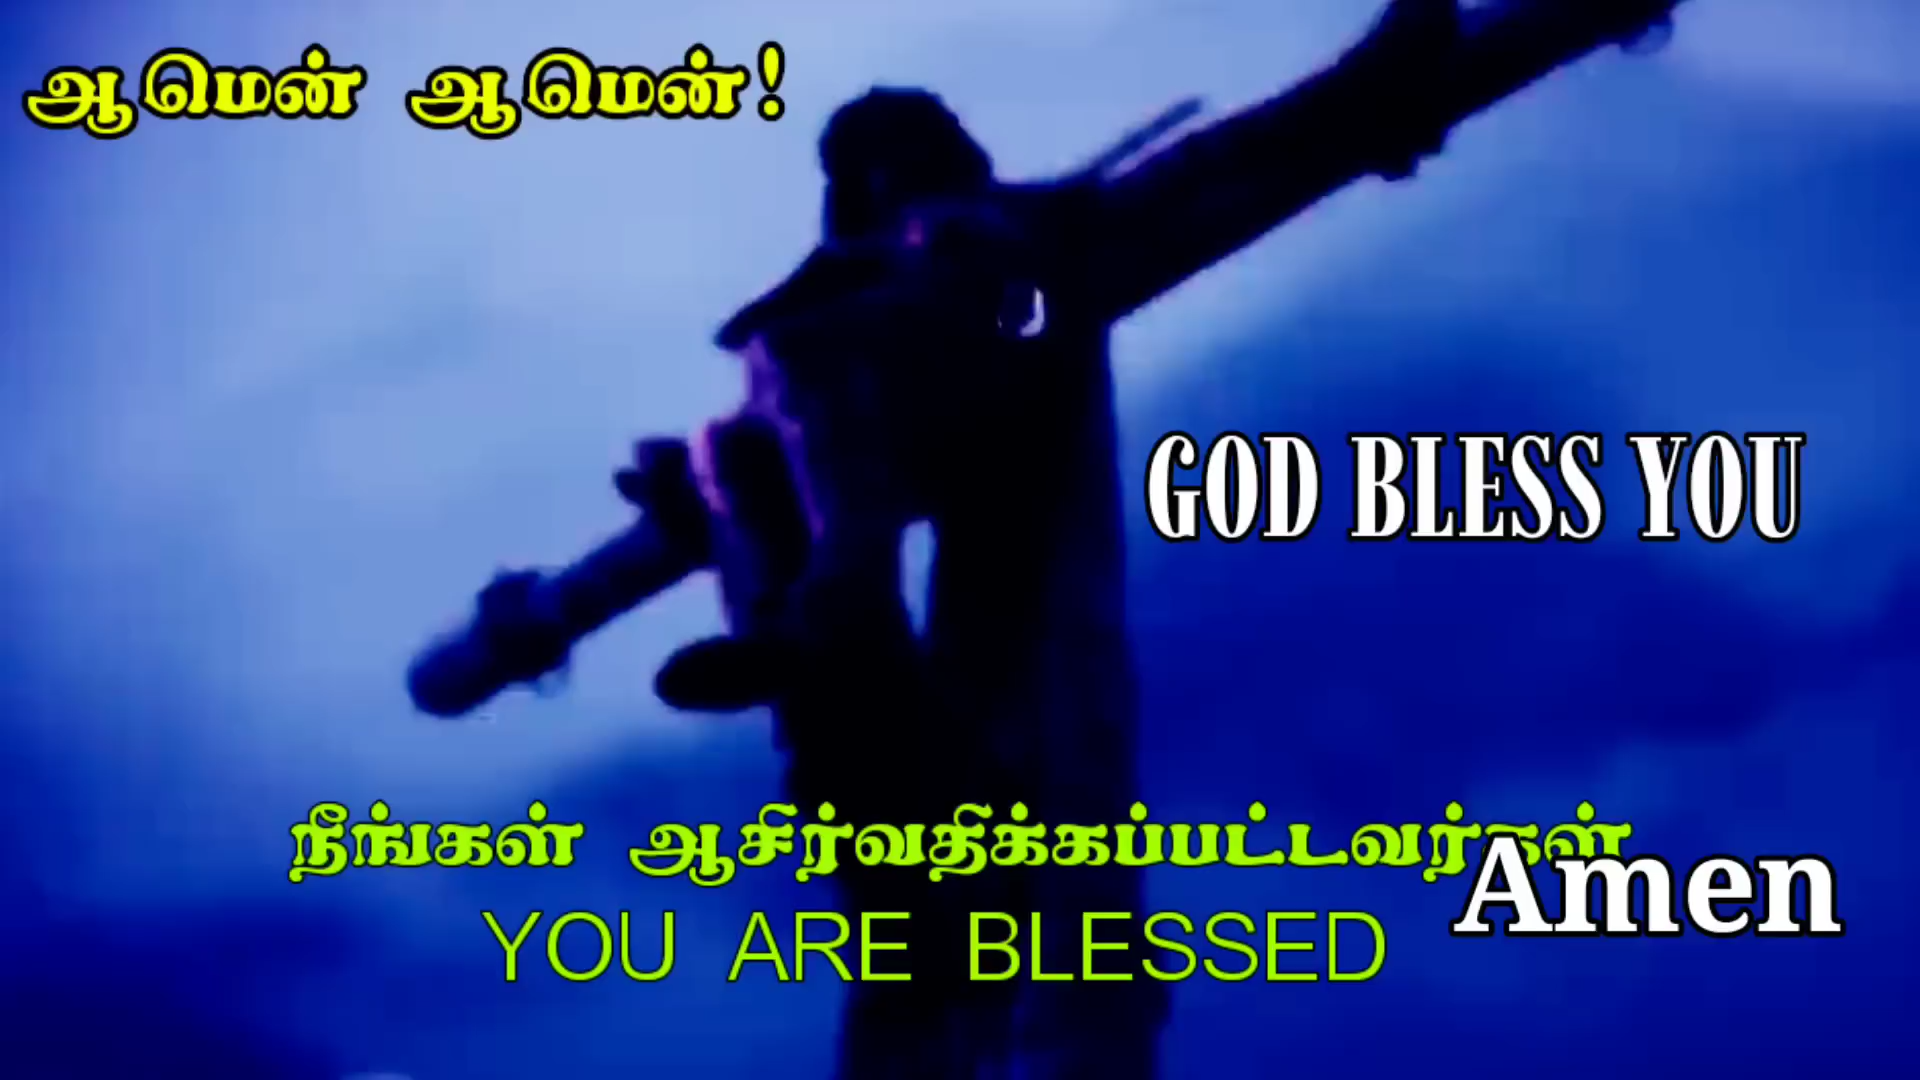 ஆமென் ஆமென்!
GOD BLESS YOU
நீங்கள் ஆசிர்வதிக்கப்பட்டவர்கள்
Amen
YOU ARE BLESSED